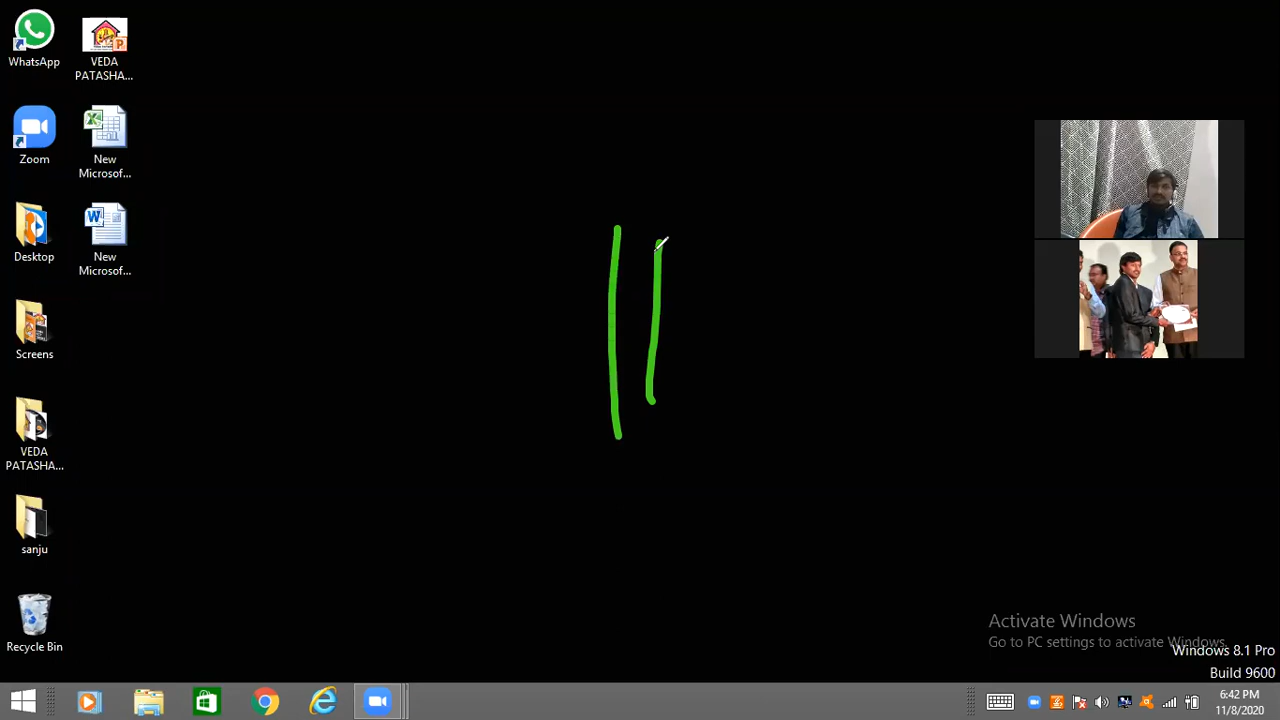 WhatsApp
VEDA
PATASHA...
Zoom
New
Microsof...
Desktop
New
Microsof...
Screens
VEDA
PATASHA...
sanju
Recycle Bin
Activate Windows
Go to PC settings to activate Windows.
Windows 8.1 Pro
Build 9600
6:42 PM
11/8/2020